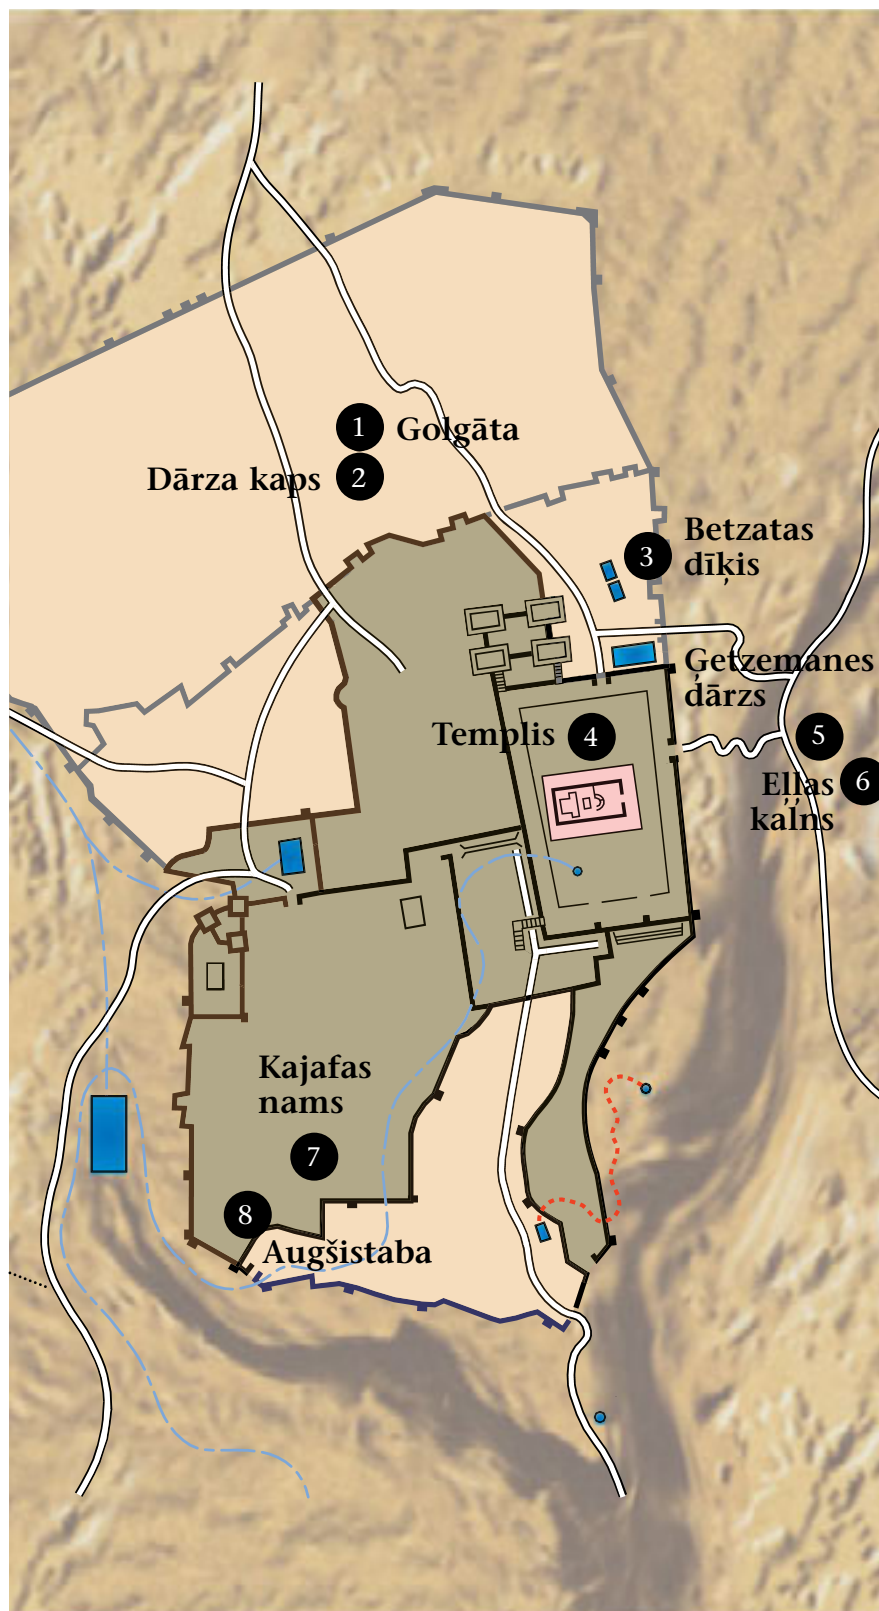 1 Golgāta
Dārza kaps 2
3 Betzatas
dīķis
Ģetzemanes
dārzs
Templis 4
5
Eļļas 6
kalns
Kajafas
nams
7
8
Augšistaba